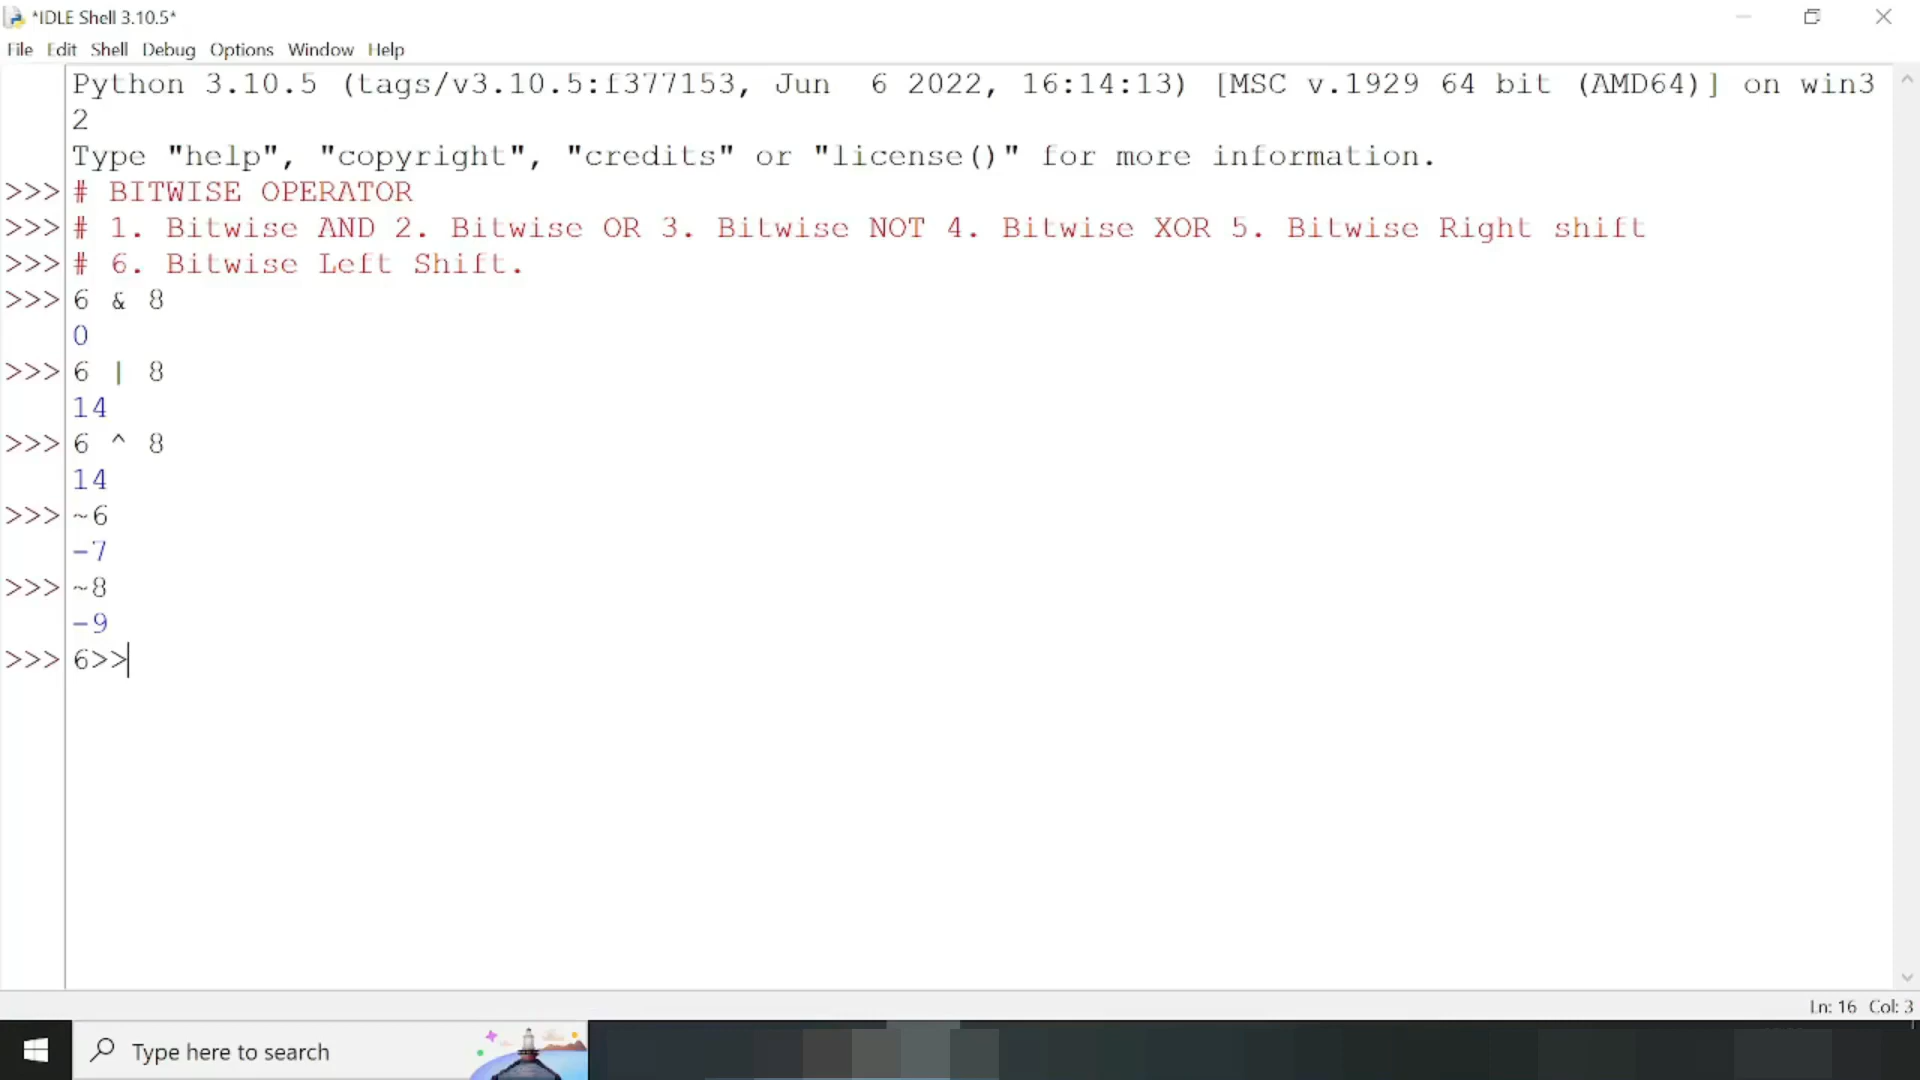 *IDLE Shell 3.10.5*
File Edit Shell Debug Options Window Help
Python 3.10.5 (tags/v3.10.5:f377153, Jun  6 2022, 16:14:13) [MSC v.1929 64 bit (AMD64)] on win3
2
Type "help", "copyright", "credits" or "license()" for more information.
>>> # BITWISE OPERATOR
>>> # 1. Bitwise AND 2. Bitwise OR 3. Bitwise NOT 4. Bitwise XOR 5. Bitwise Right shift
>>> # 6. Bitwise Left Shift.
>>> 6 & 8
0
>>> 6 | 8
14
>>> 6 ^ 8
14
>>> ~6
-7
>>> ~8
-9
>>> 6>>
Ln: 16 Col: 3
Type here to search